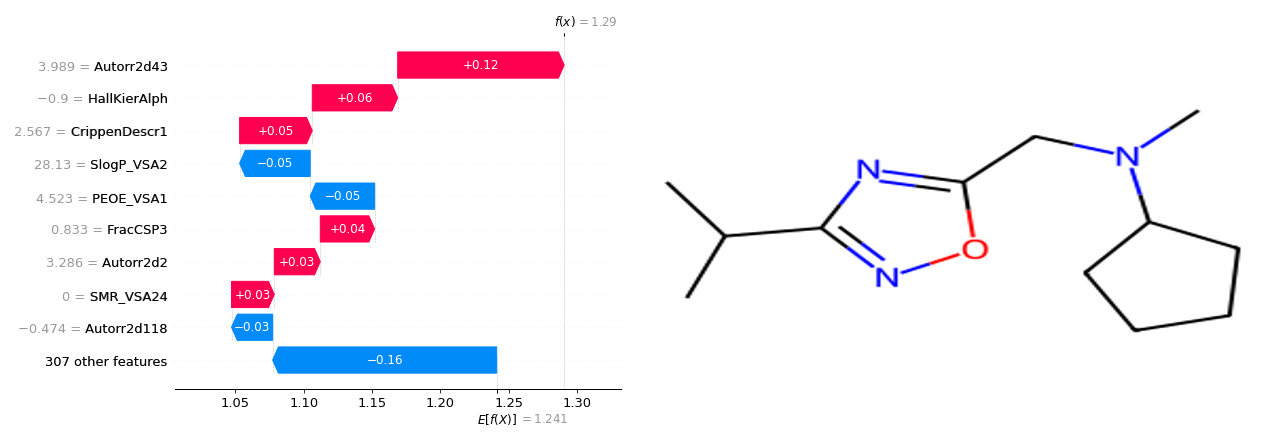 f(x) = 1.29
3.989 = Autorr2d43 +0.12
−0.9 = HallKierAlph +0.06
2.567 = CrippenDescr1 +0.05
28.13 = SlogP_VSA2 −0.05
4.523 = PEOE_VSA1 −0.05
0.833 = FracCSP3 +0.04
3.286 = Autorr2d2 +0.03
0 = SMR_VSA24 +0.03
−0.474 = Autorr2d118 −0.03
307 other features −0.16
1.05 1.10 1.15 1.20 1.25 1.30
E[f(X)] = 1.241
N
N
O
N